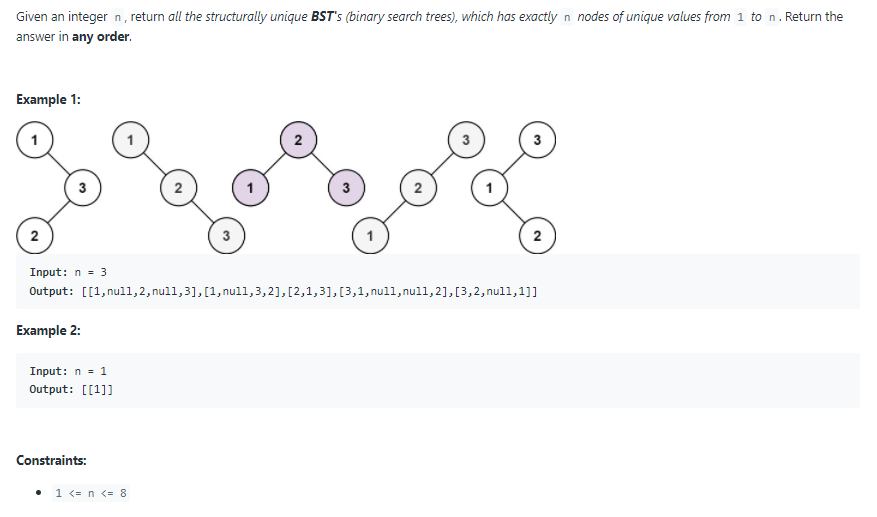 Given an integer n, return all the structurally unique BST's (binary search trees), which has exactly n nodes of unique values from 1 to n. Return the
answer in any order.
Example 1:
1 1 2 3 3
3 2 1 3 2 1
2 3 1 2
Input: n = 3
Output: [[1,null,2,null,3],[1,null,3,2],[2,1,3],[3,1,null,null,2],[3,2,null,1]]
Example 2:
Input: n = 1
Output: [[1]]
Constraints:
• 1 <= n <= 8